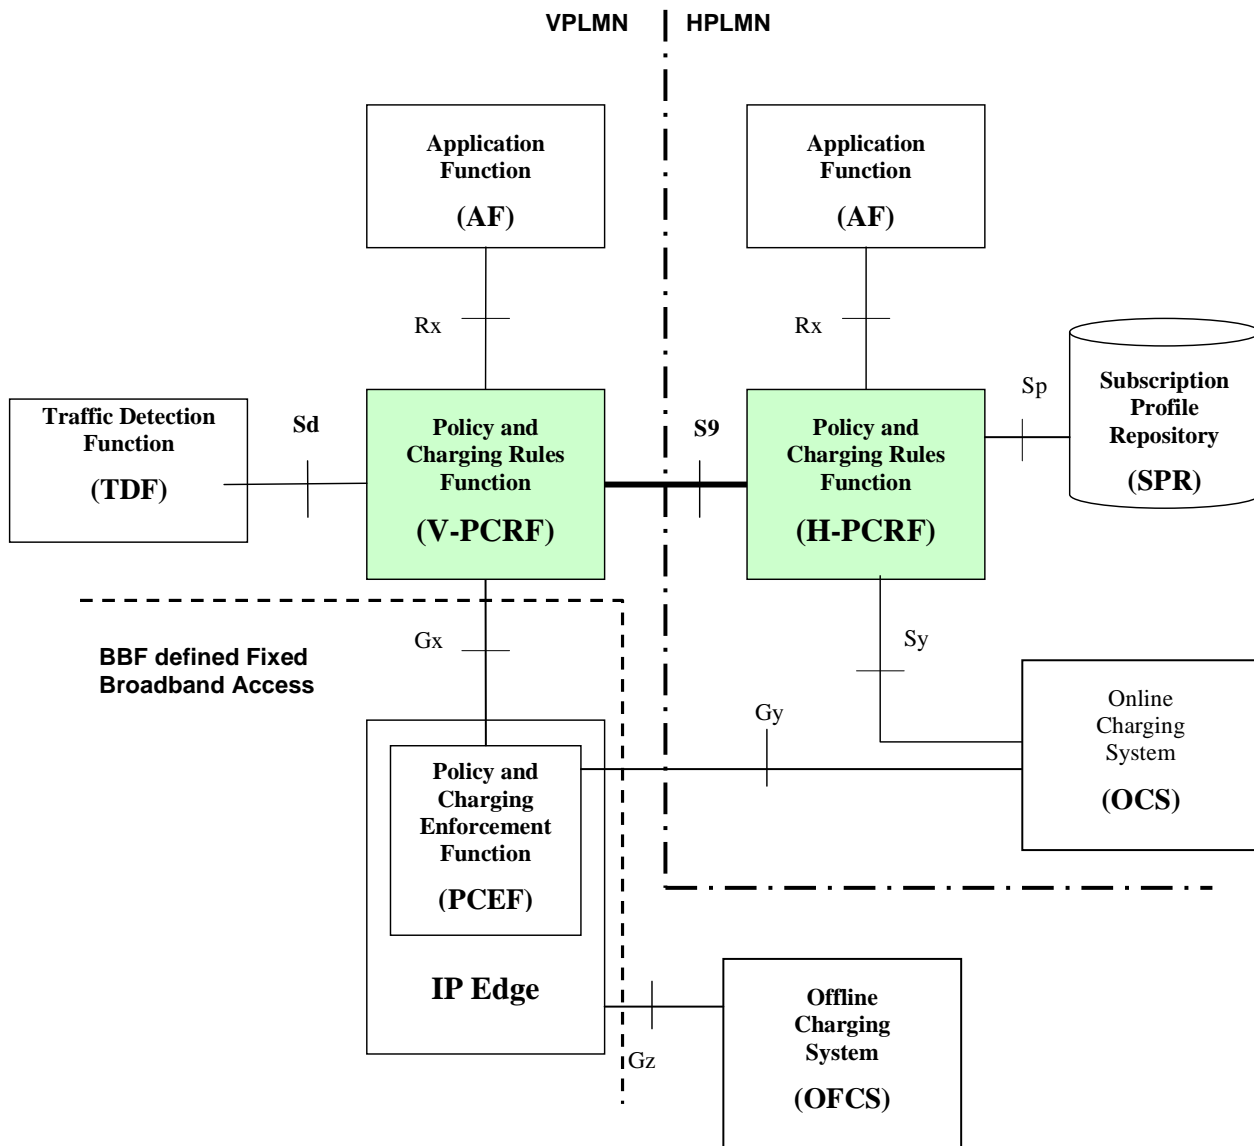 VPLMN
HPLMN
Application
Function
(AF)
Application
Function
(AF)
Rx
Rx
Traffic Detection
Function
(TDF)
Sd
Policy and
Charging Rules
Function
(V-PCRF)
S9
Policy and
Charging Rules
Function
(H-PCRF)
Sp
Subscription
Profile
Repository
(SPR)
BBF defined Fixed
Broadband Access
Gx
Sy
Gy
Online
Charging
System
(OCS)
Policy and
Charging
Enforcement
Function
(PCEF)
IP Edge
Gz
Offline
Charging
System
(OFCS)